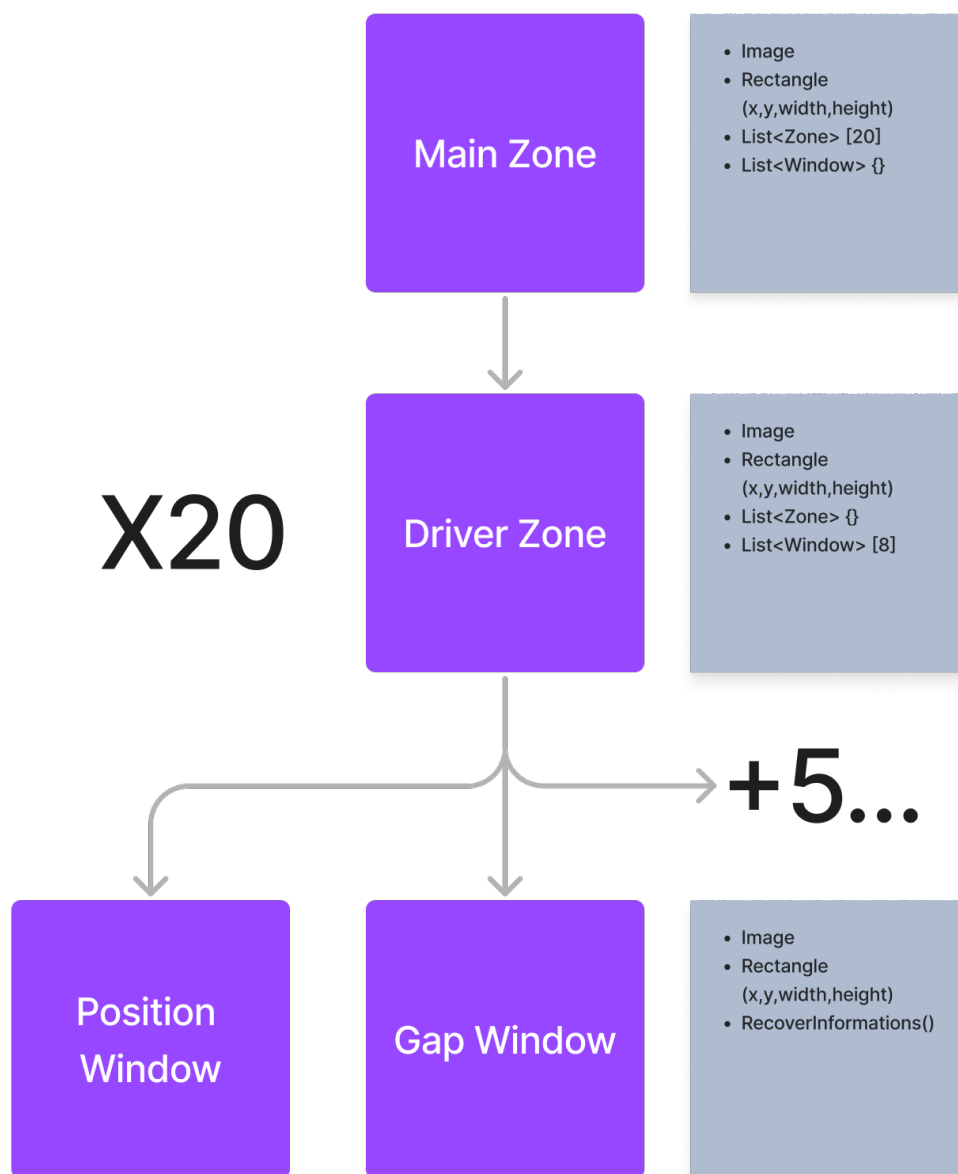 Main Zone
• Image
• Rectangle
(x,y,width,height)
• List<Zone> [20]
• List<Window> {}
X20
Driver Zone
• Image
• Rectangle
(x,y,width,height)
• List<Zone> {}
• List<Window> [8]
+5...
Position
Window
Gap Window
• Image
• Rectangle
(x,y,width,height)
• RecoverInformations()